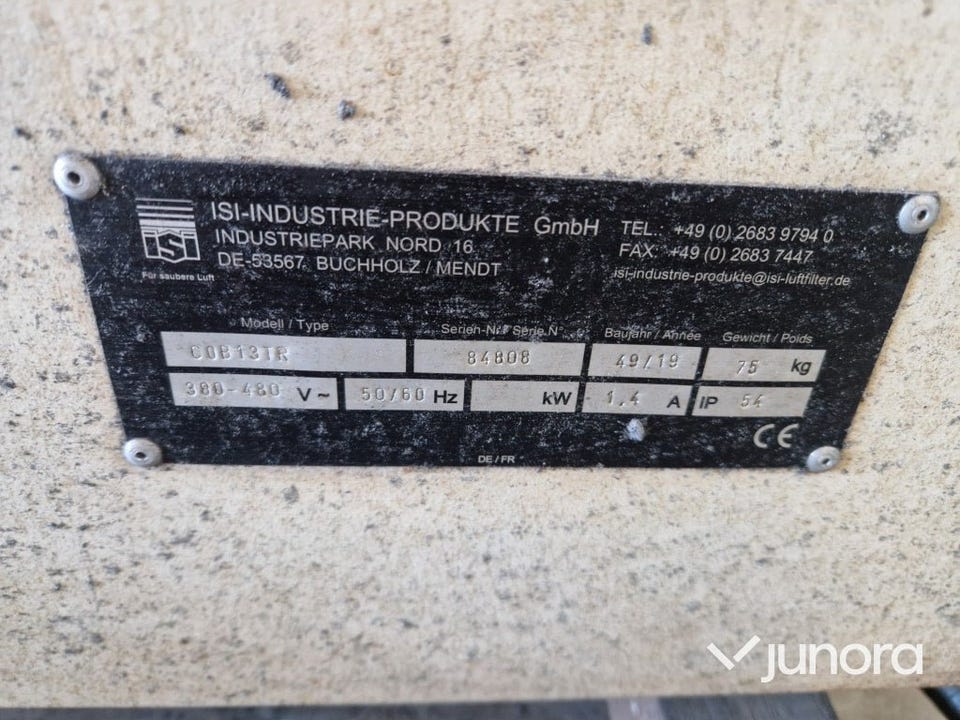 ISI
Für saubere Luft
ISI-INDUSTRIE-PRODUKTE GmbH
INDUSTRIEPARK NORD 16
DE-53567 BUCHHOLZ / MENDT
TEL.: +49 (0) 2683 9794 0
FAX: +49 (0) 2683 7447
isi-industrie-produkte@isi-luftfilter.de
Modell / Type
Serien-Nr./ Serie.N°
Baujahr / Année
Gewicht / Poids
COB13TR
84808
49/19
75 kg
380-480 V~
50/60 Hz
kW
1.4 A
IP 54
CE
DE / FR
junora